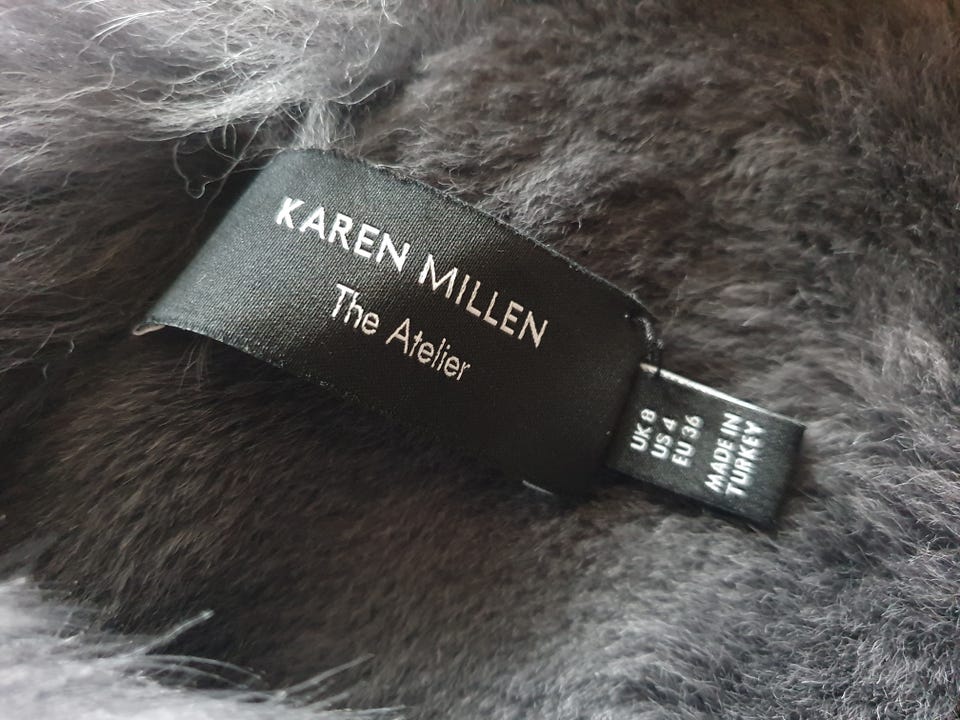 KAREN MILLEN
The Atelier
UK 8
US 4
EU 36
MADE IN
TURKEY